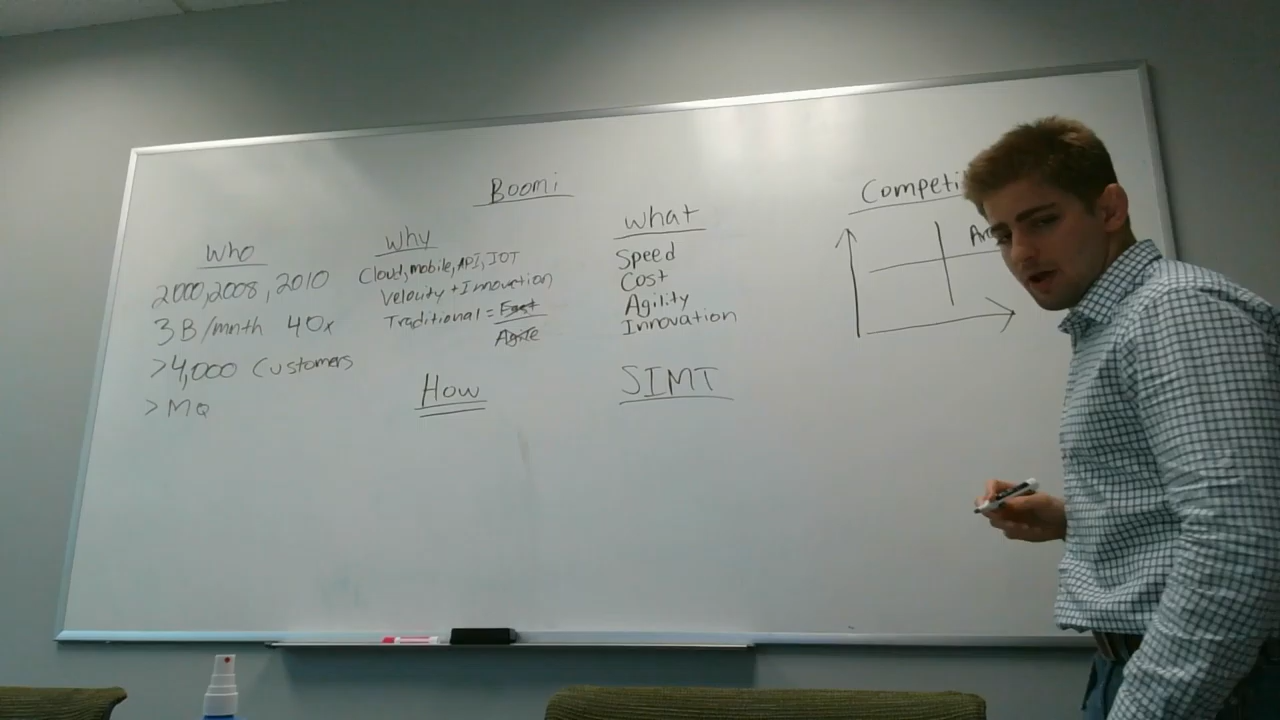 Boomi
Who
2000, 2008, 2010
3B/mnth 40x
>4,000 Customers
>MQ
Why
Cloud, mobile, API, IOT
Velocity + Innovation
Traditional = Fast
Agile
How
What
Speed
Cost
Agility
Innovation
SIMT